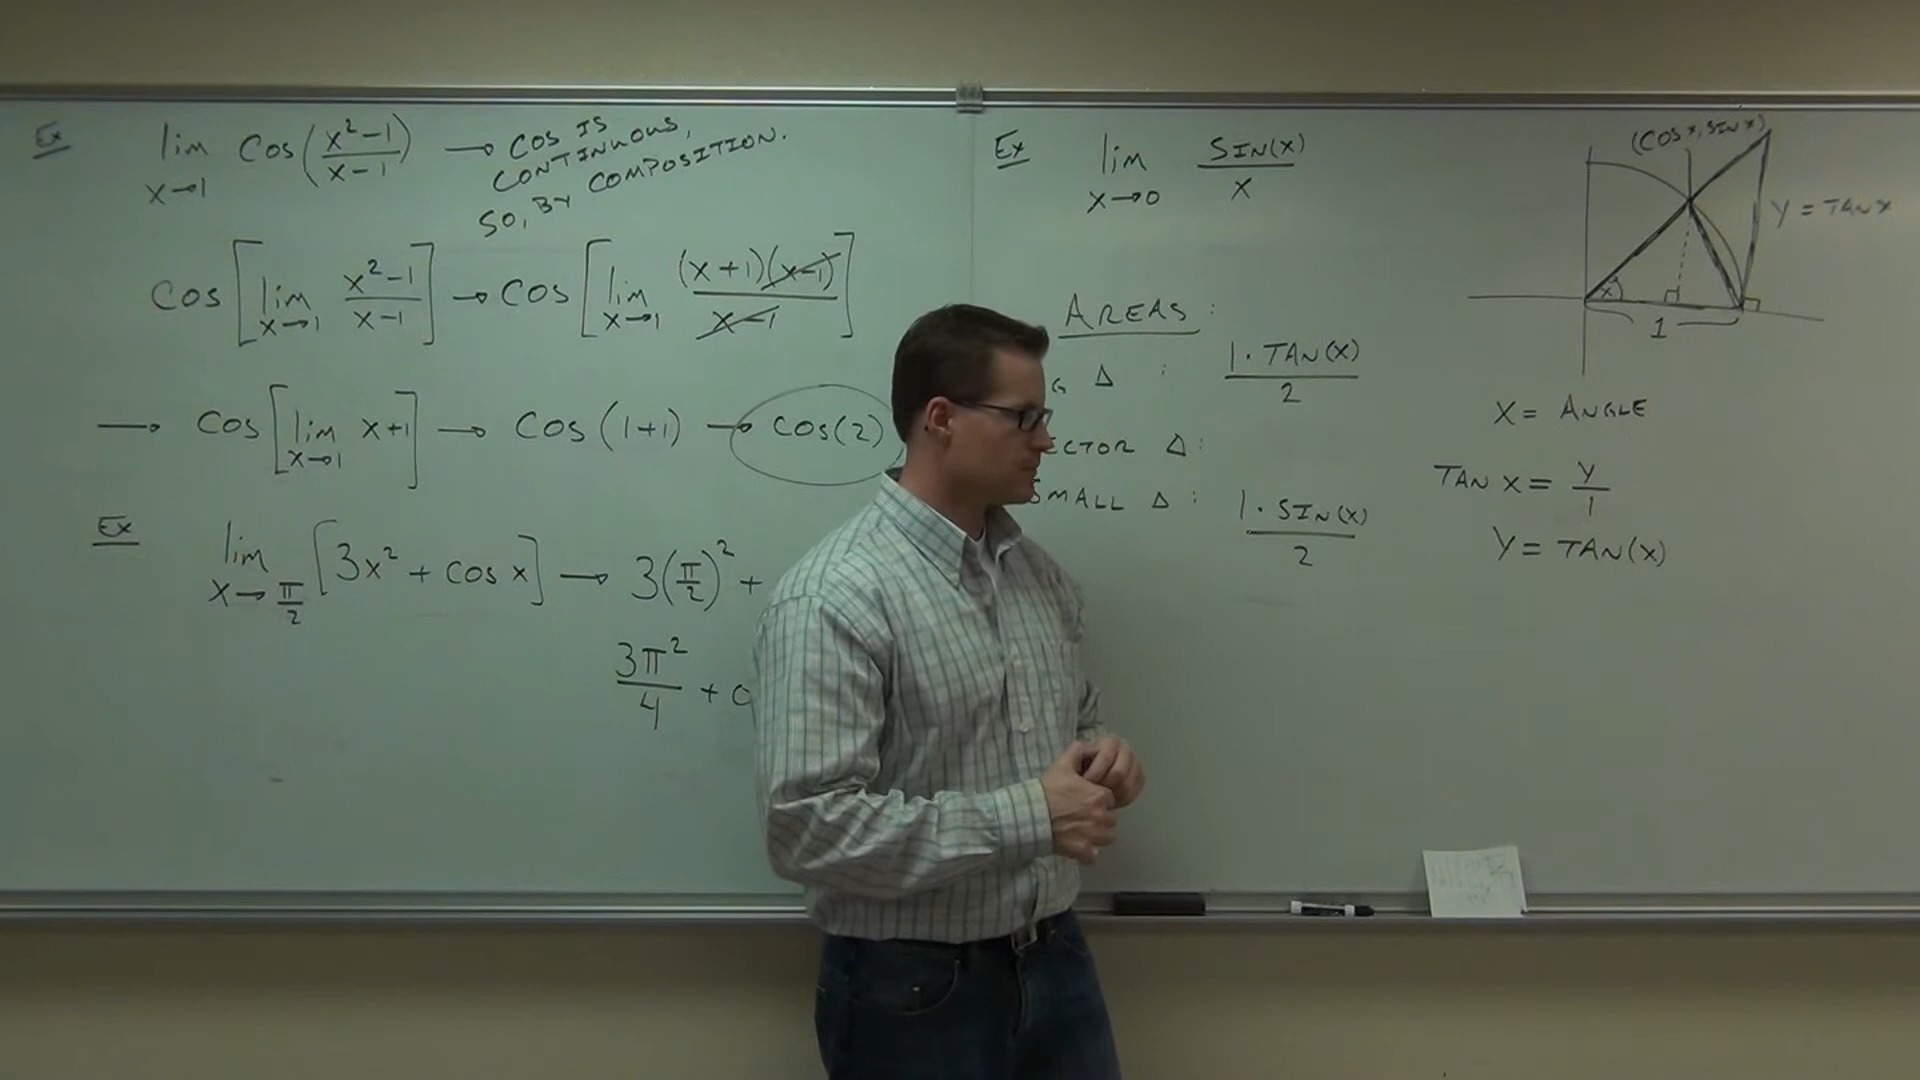 Ex lim x→1 cos(x²-1/x-1) → COS IS
CONTINUOUS,
SO, BY COMPOSITION.
cos[lim x→1 x²-1/x-1] → cos[lim x→1 (x+1)(x-1)/x-1]
→ cos[lim x→1 x+1] → cos(1+1) → cos(2)
Ex lim x→π/2 [3x² + cos x] → 3(π/2)² +
3π²/4 +
Ex lim x→0 SIN(x)/x
AREAS:
G Δ : 1·TAN(x)/2
ECTOR Δ:
SMALL Δ : 1·SIN(x)/2
(COS x, SIN x)
Y = TAN X
x
1
X = ANGLE
TAN X = Y/1
Y = TAN(X)